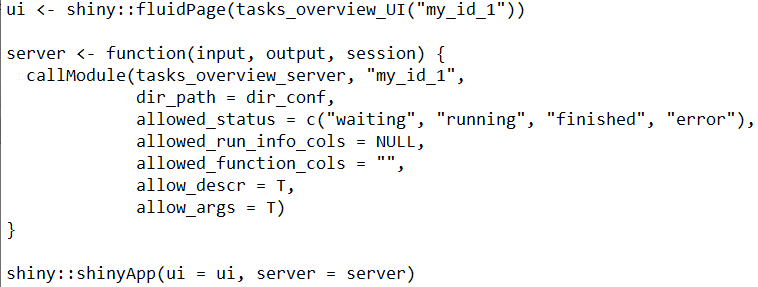 ui <- shiny::fluidPage(tasks_overview_UI("my_id_1"))

server <- function(input, output, session) {
  callModule(tasks_overview_server, "my_id_1",
             dir_path = dir_conf,
             allowed_status = c("waiting", "running", "finished", "error"),
             allowed_run_info_cols = NULL,
             allowed_function_cols = "",
             allow_descr = T,
             allow_args = T)
}

shiny::shinyApp(ui = ui, server = server)